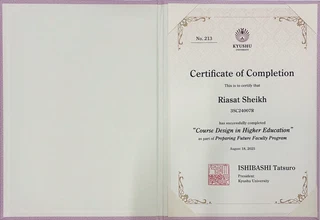 No. 213
KYUSHU
Certificate of Completion
This is to certify that
Riasat Sheikh
has successfully completed
"Course Design in Higher Education"
as part of Preparing Future Faculty Program
ISHIBASHI Tatsuro
President
Kyushu University